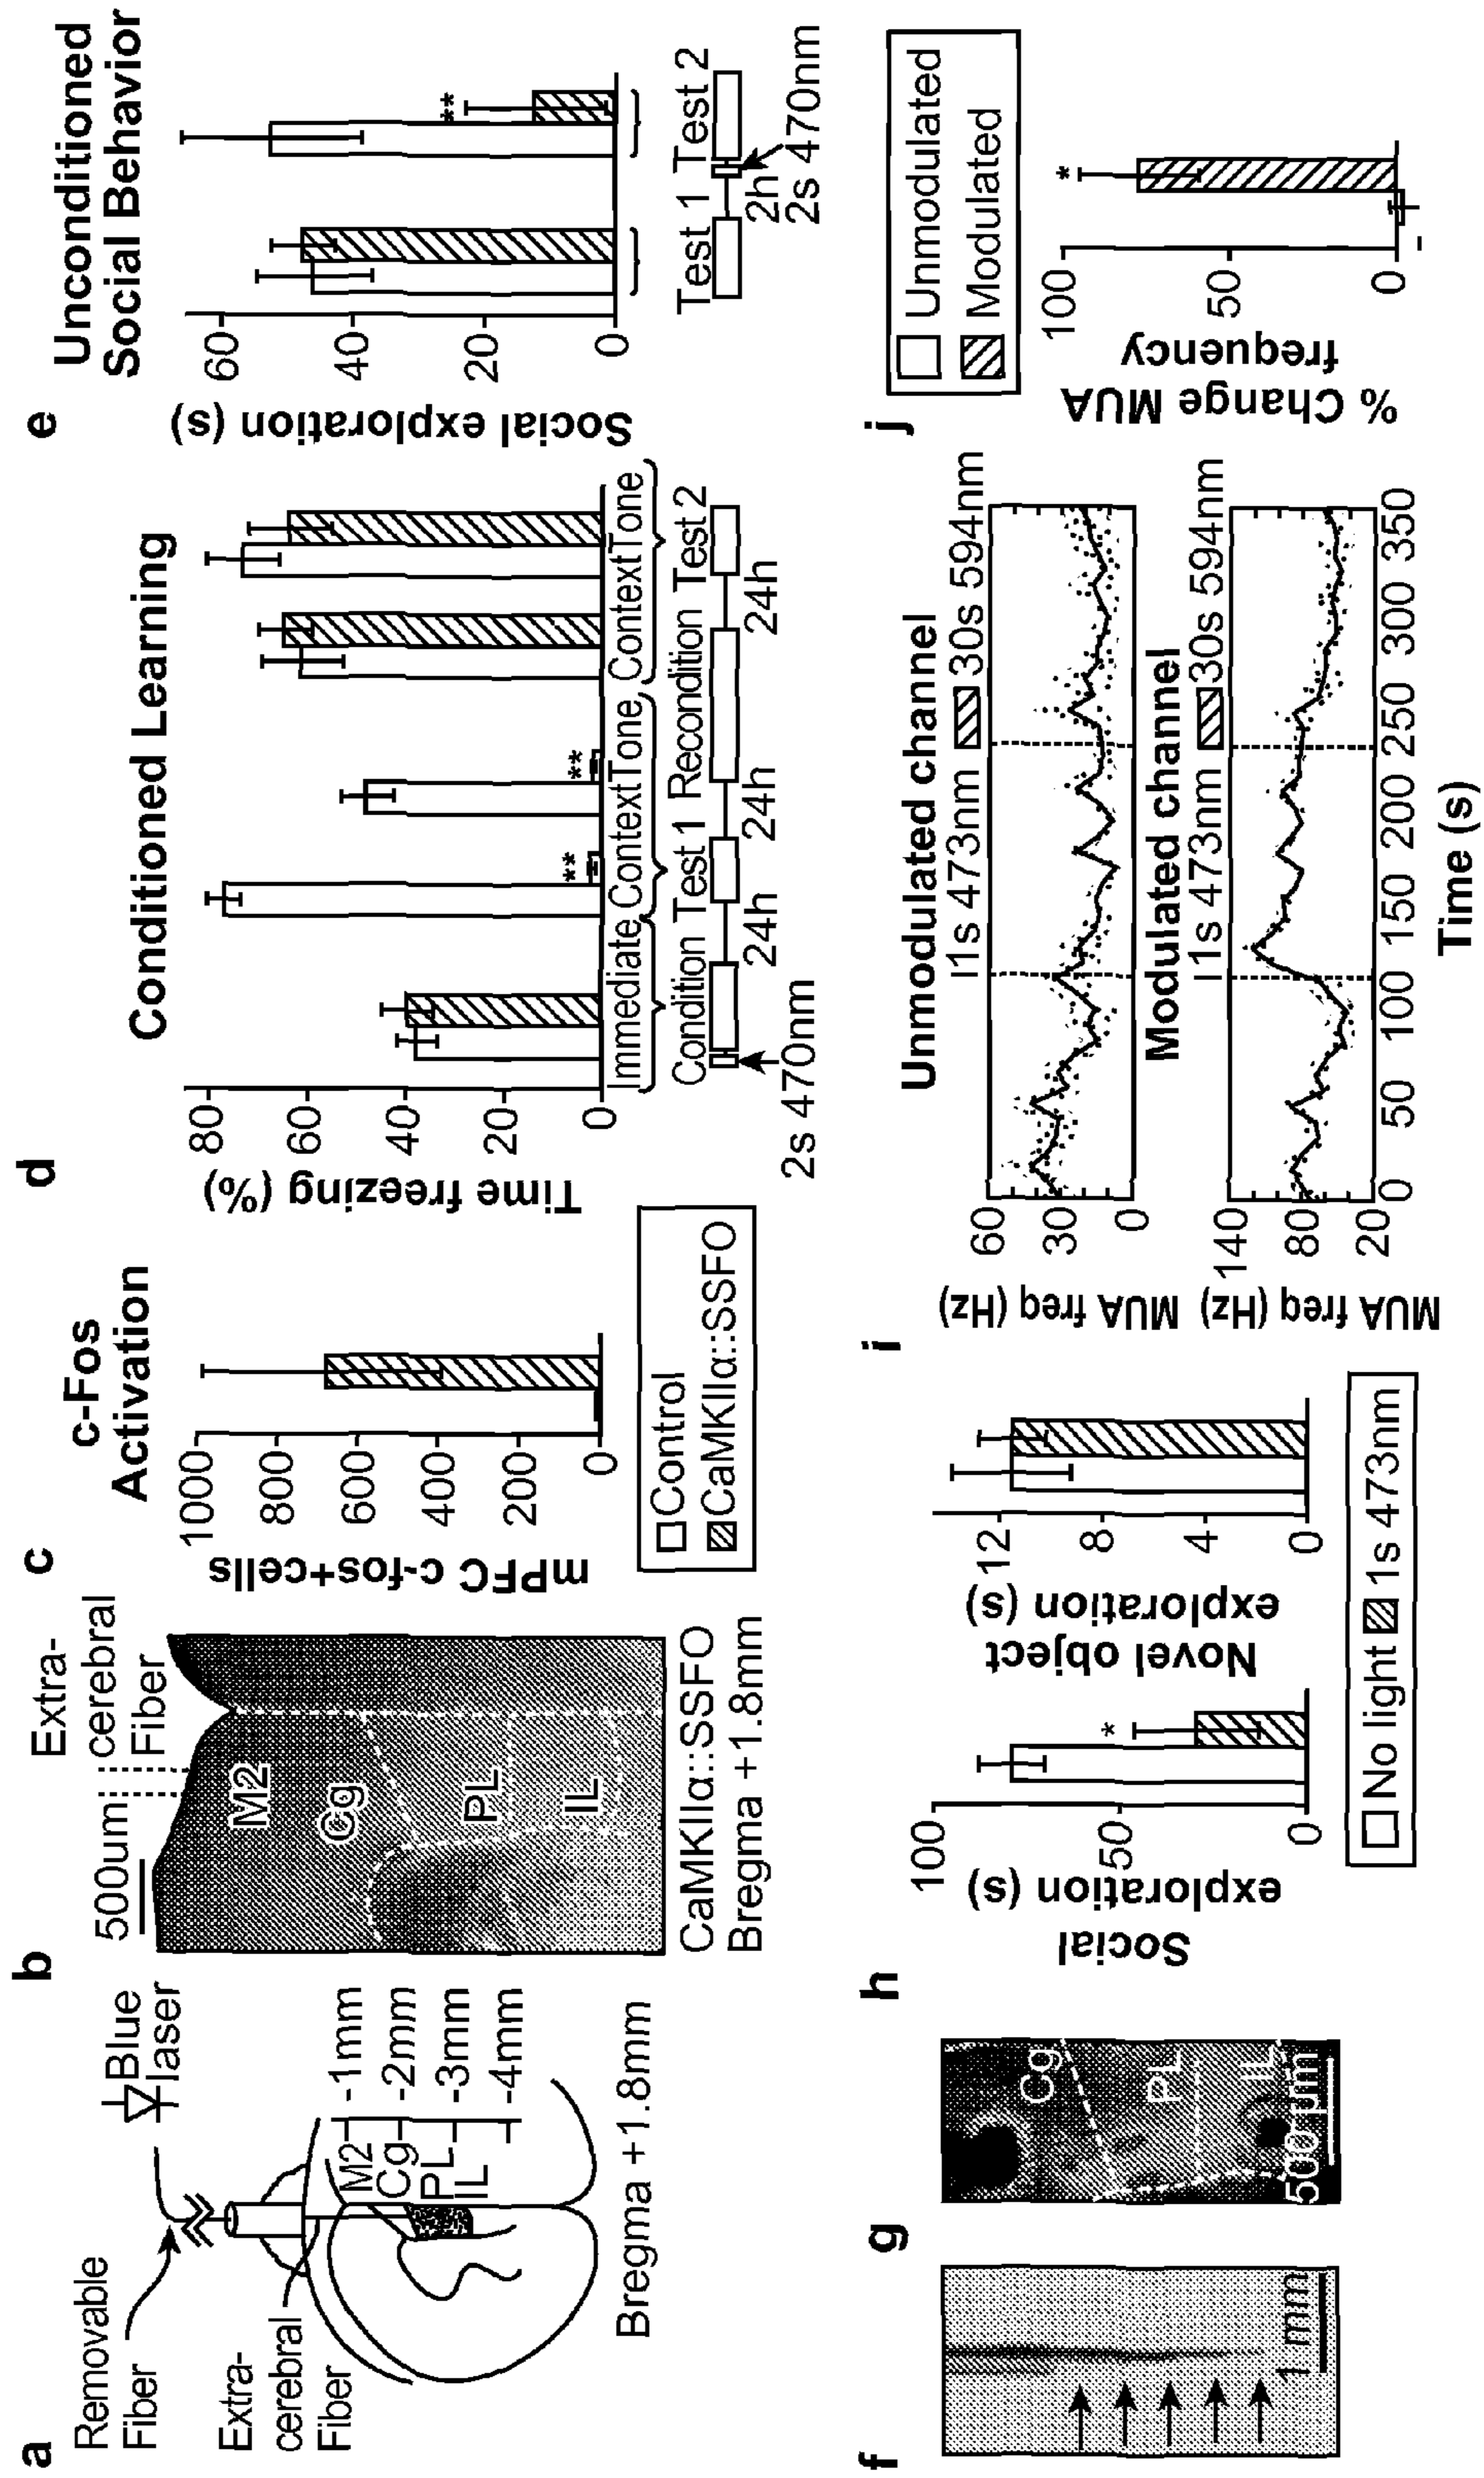 a
Removable
Fiber
Blue
laser
Extra-
cerebral
Fiber
M2
Cg
PL
IL
-1mm
-2mm
-3mm
-4mm
Bregma +1.8mm
b
500um
Extra-
cerebral
Fiber
M2
Cg
PL
IL
CaMKIIα::SSFO
Bregma +1.8mm
c
c-Fos
Activation
mPFC c-fos+cells
1000
800
600
400
200
0
Control
CaMKIIα::SSFO
d
Conditioned Learning
Time freezing (%)
80
60
40
20
0
** **
Immediate Context Tone Context Tone
Condition Test 1 Recondition Test 2
24h 24h 24h
2s 470nm
e
Unconditioned
Social Behavior
Social exploration (s)
60
40
20
0
**
Test 1 Test 2
2h
2s 470nm
f
1 mm
g
Cg
PL
IL
500 µm
h
Social
exploration (s)
100
50
0
*
Novel object
exploration (s)
12
8
4
0
No light 1s 473nm
i
Unmodulated channel
1s 473nm 30s 594nm
MUA freq (Hz)
60
30
0
Modulated channel
1s 473nm 30s 594nm
MUA freq (Hz)
140
80
20
0 50 100 150 200 250 300 350
Time (s)
j
Unmodulated
Modulated
% Change MUA
frequency
100
50
0
-
*